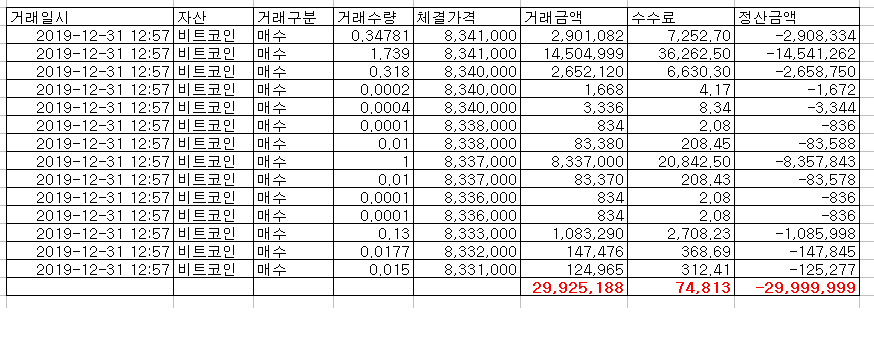 거래일시 자산 거래구분 거래수량 체결가격 거래금액 수수료 정산금액
2019-12-31 12:57 비트코인 매수 0.34781 8,341,000 2,901,082 7,252.70 -2,908,334
2019-12-31 12:57 비트코인 매수 1.739 8,341,000 14,504,999 36,262.50 -14,541,262
2019-12-31 12:57 비트코인 매수 0.318 8,340,000 2,652,120 6,630.30 -2,658,750
2019-12-31 12:57 비트코인 매수 0.0002 8,340,000 1,668 4.17 -1,672
2019-12-31 12:57 비트코인 매수 0.0004 8,340,000 3,336 8.34 -3,344
2019-12-31 12:57 비트코인 매수 0.0001 8,338,000 834 2.08 -836
2019-12-31 12:57 비트코인 매수 0.01 8,338,000 83,380 208.45 -83,588
2019-12-31 12:57 비트코인 매수 1 8,337,000 8,337,000 20,842.50 -8,357,843
2019-12-31 12:57 비트코인 매수 0.01 8,337,000 83,370 208.43 -83,578
2019-12-31 12:57 비트코인 매수 0.0001 8,336,000 834 2.08 -836
2019-12-31 12:57 비트코인 매수 0.0001 8,336,000 834 2.08 -836
2019-12-31 12:57 비트코인 매수 0.13 8,333,000 1,083,290 2,708.23 -1,085,998
2019-12-31 12:57 비트코인 매수 0.0177 8,332,000 147,476 368.69 -147,845
2019-12-31 12:57 비트코인 매수 0.015 8,331,000 124,965 312.41 -125,277
29,925,188 74,813 -29,999,999